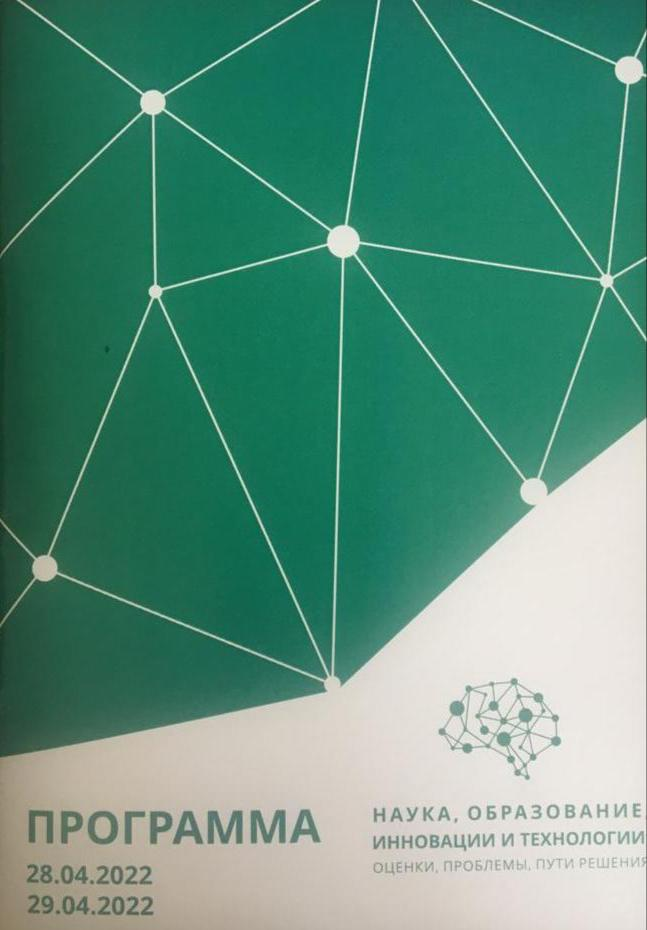 ПРОГРАММА
28.04.2022
29.04.2022
НАУКА, ОБРАЗОВАНИЕ,
ИННОВАЦИИ И ТЕХНОЛОГИИ
ОЦЕНКИ, ПРОБЛЕМЫ, ПУТИ РЕШЕНИЯ